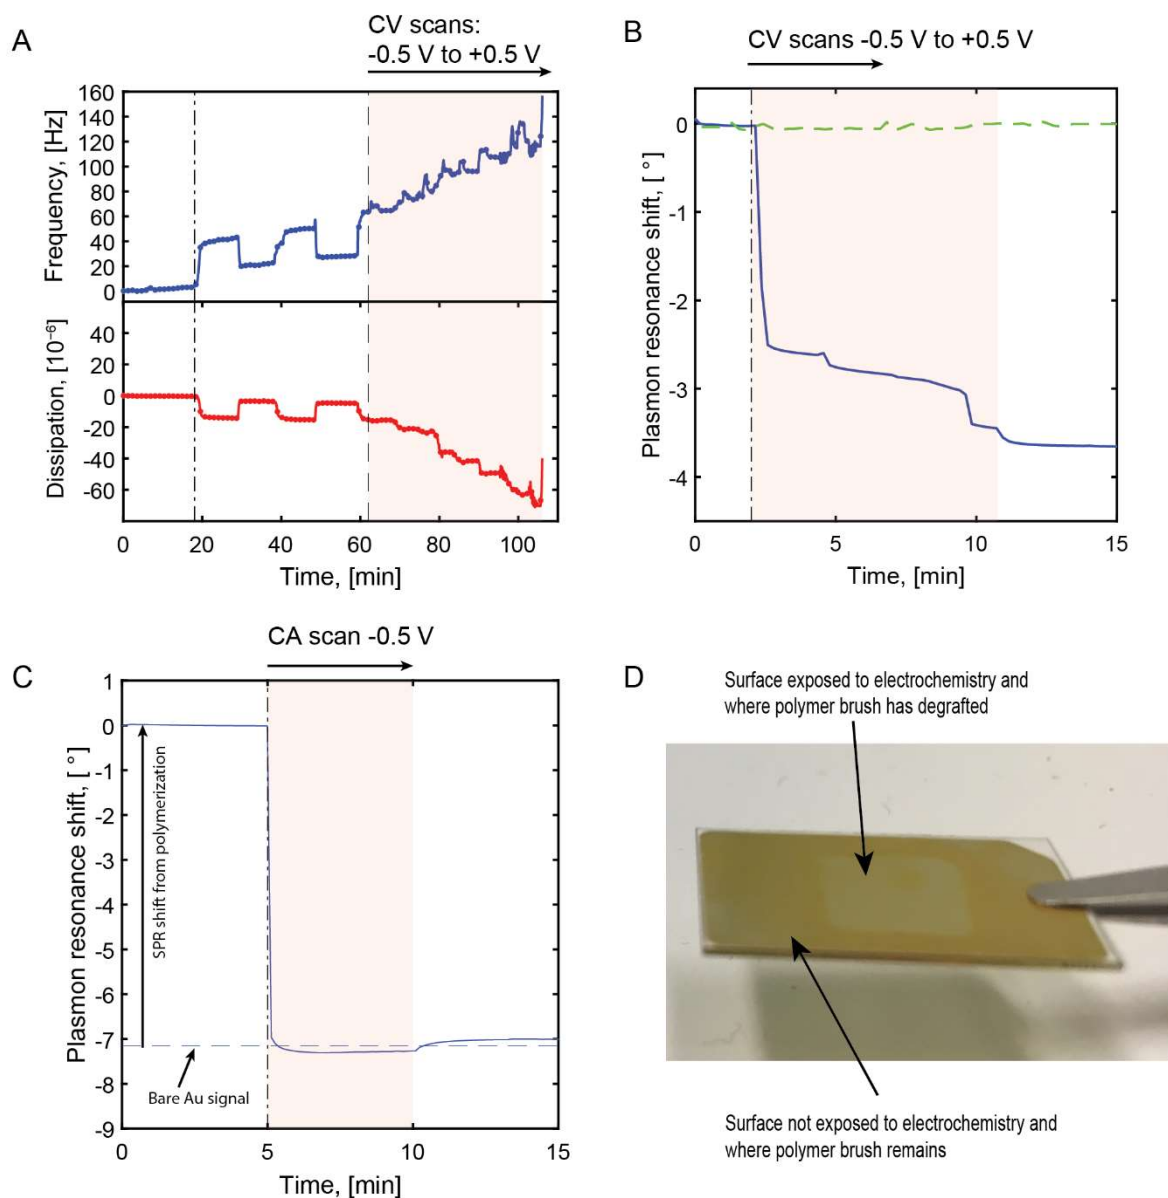 A
CV scans:
-0.5 V to +0.5 V
160
140
120
100
80
60
40
20
0
Frequency, [Hz]
40
20
0
-20
-40
-60
Dissipation, [10⁻⁶]
0 20 40 60 80 100
Time, [min]
B
CV scans -0.5 V to +0.5 V
0
-1
-2
-3
-4
Plasmon resonance shift, [ °]
0 5 10 15
Time, [min]
C
CA scan -0.5 V
1
0
-1
-2
-3
-4
-5
-6
-7
-8
-9
Plasmon resonance shift, [ °]
SPR shift from polymerization
Bare Au signal
0 5 10 15
Time, [min]
D
Surface exposed to electrochemistry and
where polymer brush has degrafted
Surface not exposed to electrochemistry and
where polymer brush remains